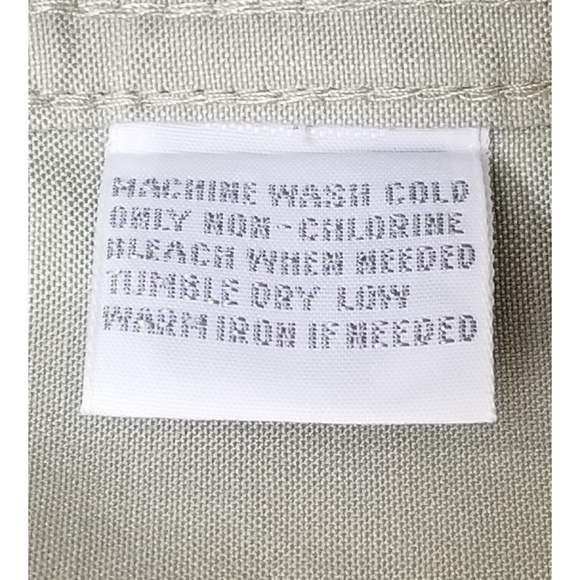 MACHINE WASH COLD
ONLY NON-CHLORINE
BLEACH WHEN NEEDED
TUMBLE DRY LOW
WARM IRON IF NEEDED